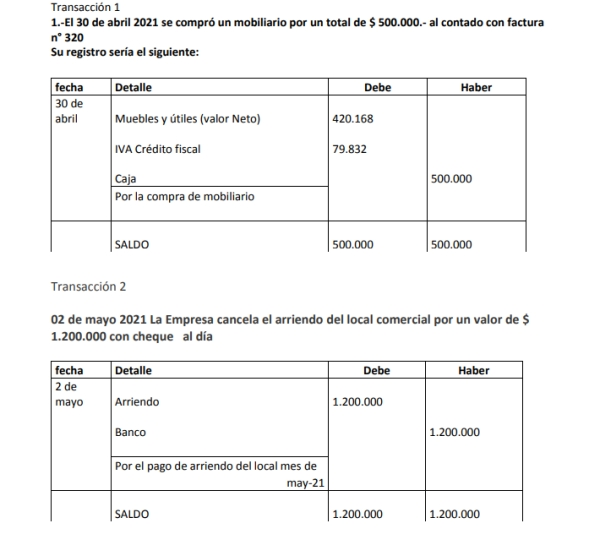 Transacción 1
1.-El 30 de abril 2021 se compró un mobiliario por un total de $ 500.000.- al contado con factura
n° 320
Su registro sería el siguiente:
fecha Detalle Debe Haber
30 de
abril Muebles y útiles (valor Neto) 420.168
IVA Crédito fiscal 79.832
Caja 500.000
Por la compra de mobiliario
SALDO 500.000 500.000
Transacción 2
02 de mayo 2021 La Empresa cancela el arriendo del local comercial por un valor de $
1.200.000 con cheque al día
fecha Detalle Debe Haber
2 de
mayo Arriendo 1.200.000
Banco 1.200.000
Por el pago de arriendo del local mes de
may-21
SALDO 1.200.000 1.200.000